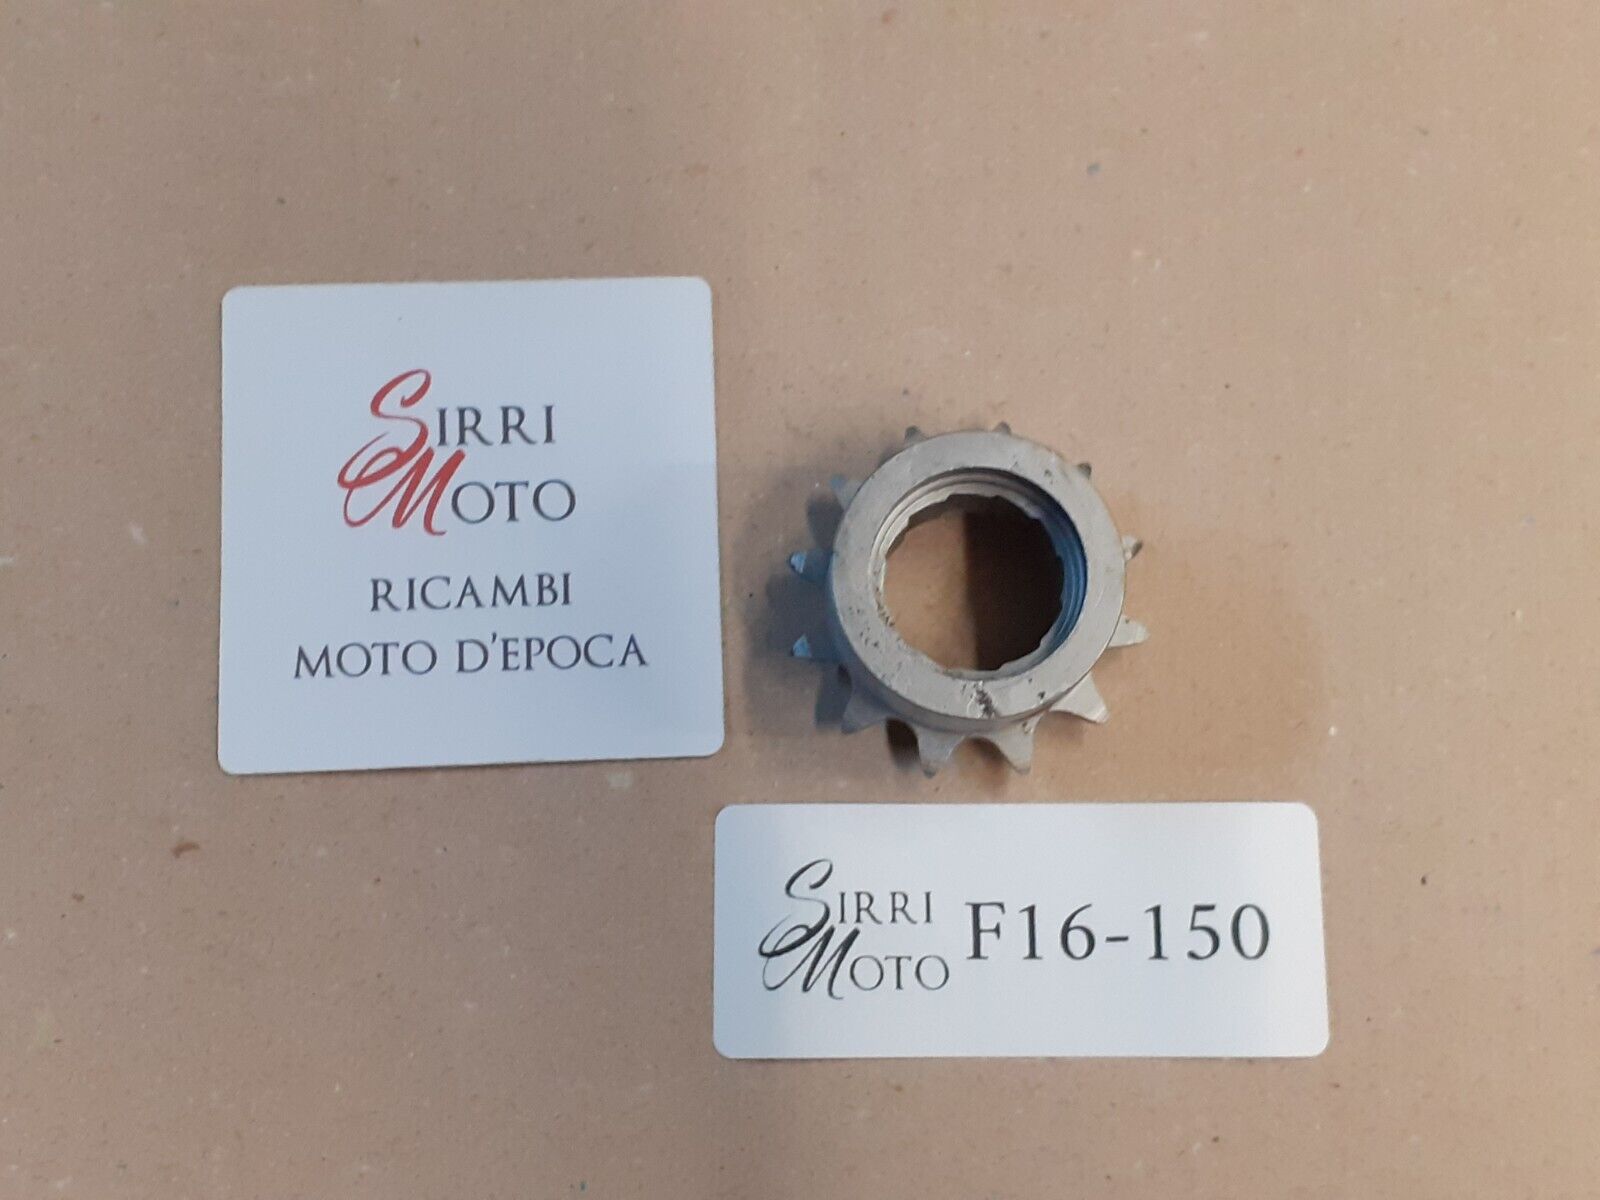 SIRRI
MOTO
RICAMBI
MOTO D'EPOCA
SIRRI
MOTO
F16-150